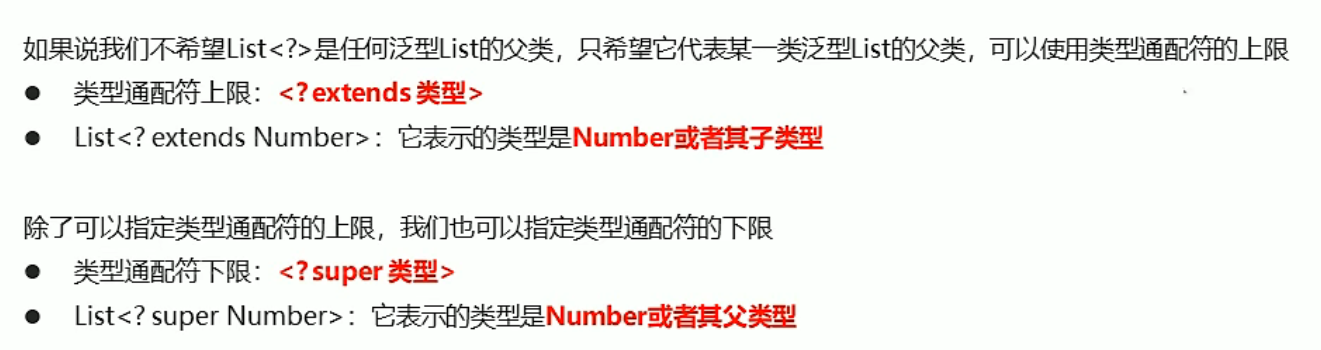 如果说我们不希望List<?>是任何泛型List的父类，只希望它代表某一类泛型List的父类，可以使用类型通配符的上限
● 类型通配符上限：<? extends 类型>
● List<? extends Number>：它表示的类型是Number或者其子类型
除了可以指定类型通配符的上限，我们也可以指定类型通配符的下限
● 类型通配符下限：<? super 类型>
● List<? super Number>：它表示的类型是Number或者其父类型